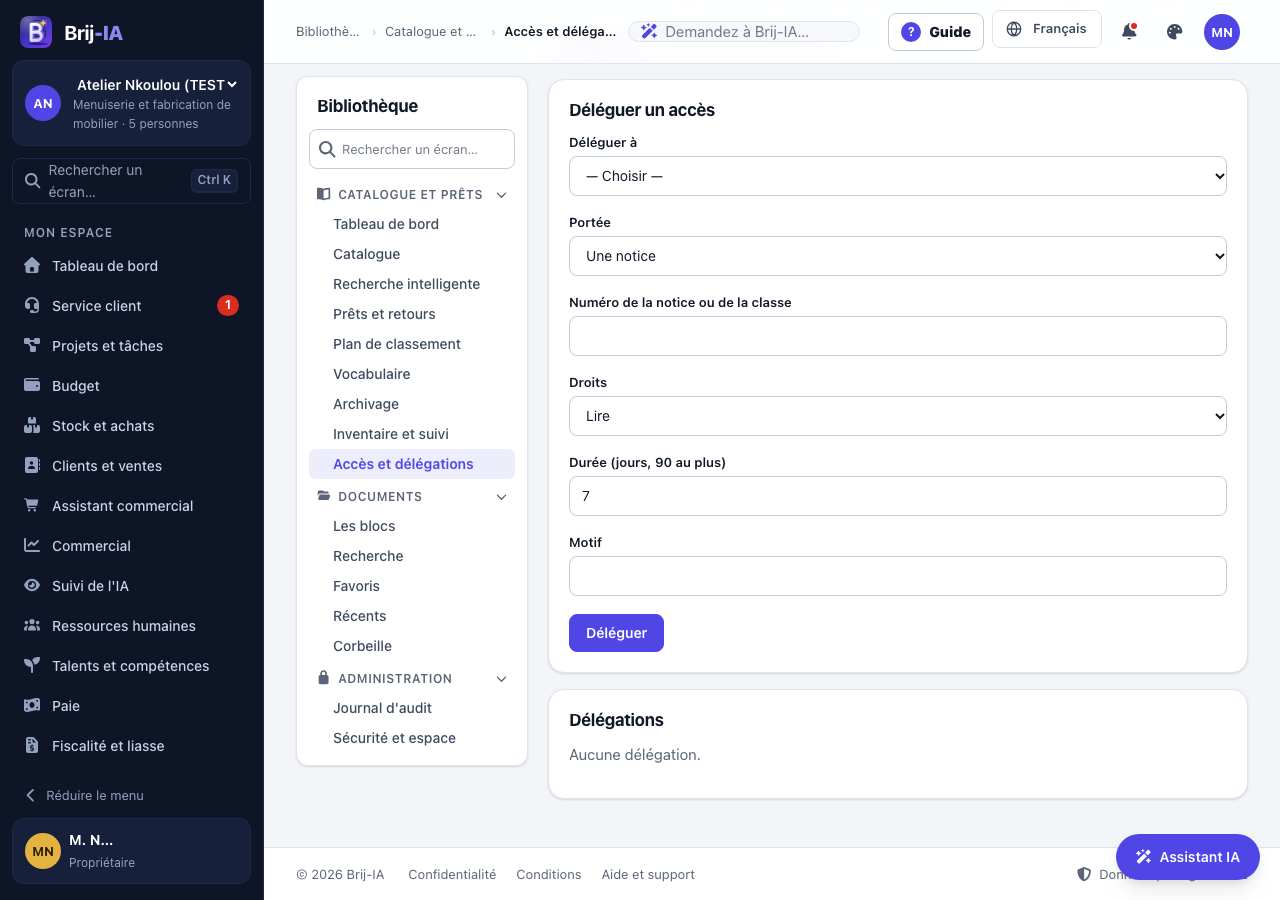 Brij-IA
AN
Atelier Nkoulou (TEST
Menuiserie et fabrication de
mobilier · 5 personnes
Rechercher un
écran...
Ctrl K
MON ESPACE
Tableau de bord
Service client
1
Projets et tâches
Budget
Stock et achats
Clients et ventes
Assistant commercial
Commercial
Suivi de l'IA
Ressources humaines
Talents et compétences
Paie
Fiscalité et liasse
Réduire le menu
MN
M. N...
Propriétaire
Bibliothè... › Catalogue et ... › Accès et déléga...
Demandez à Brij-IA...
? Guide
Français
MN
Bibliothèque
Rechercher un écran...
CATALOGUE ET PRÊTS
Tableau de bord
Catalogue
Recherche intelligente
Prêts et retours
Plan de classement
Vocabulaire
Archivage
Inventaire et suivi
Accès et délégations
DOCUMENTS
Les blocs
Recherche
Favoris
Récents
Corbeille
ADMINISTRATION
Journal d'audit
Sécurité et espace
Déléguer un accès
Déléguer à
— Choisir —
Portée
Une notice
Numéro de la notice ou de la classe
Droits
Lire
Durée (jours, 90 au plus)
7
Motif
Déléguer
Délégations
Aucune délégation.
© 2026 Brij-IA
Confidentialité
Conditions
Aide et support
Assistant IA